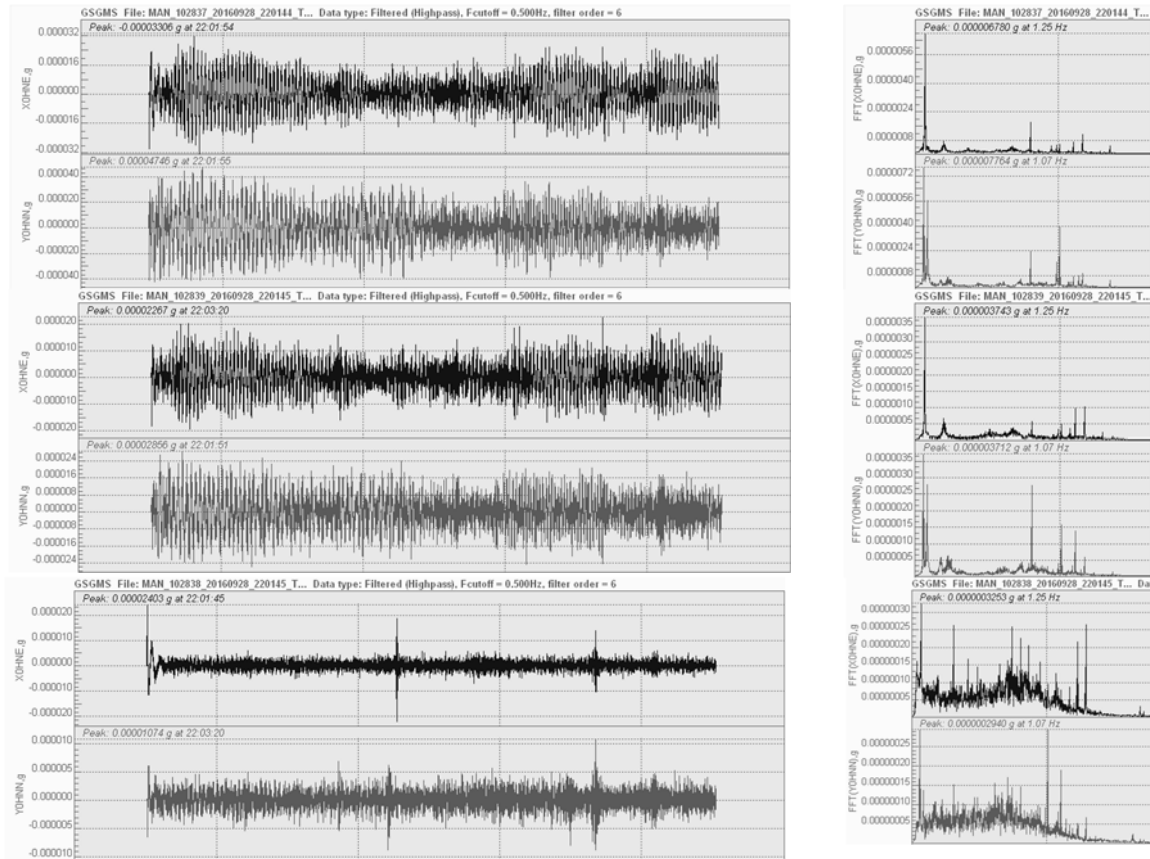 GSGMS File: MAN_102837_20160928_220144_T... Data type: Filtered (Highpass), Fcutoff = 0.500Hz, filter order = 6
Peak: -0.00003306 g at 22:01:54
0.000032
0.000016
0.000000
-0.000016
-0.000032
X0HNE,g
Peak: 0.00004746 g at 22:01:55
0.000040
0.000020
0.000000
-0.000020
-0.000040
Y0HNN,g
GSGMS File: MAN_102837_20160928_220144_T...
Peak: 0.000006780 g at 1.25 Hz
0.0000056
0.0000040
0.0000024
0.0000008
FFT(X0HNE),g
Peak: 0.000007764 g at 1.07 Hz
0.0000072
0.0000056
0.0000040
0.0000024
0.0000008
FFT(Y0HNN),g
GSGMS File: MAN_102839_20160928_220145_T... Data type: Filtered (Highpass), Fcutoff = 0.500Hz, filter order = 6
Peak: 0.00002267 g at 22:03:20
0.000020
0.000010
0.000000
-0.000010
-0.000020
X0HNE,g
Peak: 0.00002856 g at 22:01:51
0.000024
0.000016
0.000008
0.000000
-0.000008
-0.000016
-0.000024
Y0HNN,g
GSGMS File: MAN_102839_20160928_220145_T...
Peak: 0.000003743 g at 1.25 Hz
0.0000035
0.0000030
0.0000025
0.0000020
0.0000015
0.0000010
0.0000005
FFT(X0HNE),g
Peak: 0.000003712 g at 1.07 Hz
0.0000035
0.0000030
0.0000025
0.0000020
0.0000015
0.0000010
0.0000005
FFT(Y0HNN),g
GSGMS File: MAN_102838_20160928_220145_T... Data type: Filtered (Highpass), Fcutoff = 0.500Hz, filter order = 6
Peak: 0.00002403 g at 22:01:45
0.000020
0.000010
0.000000
-0.000010
-0.000020
X0HNE,g
Peak: 0.00001074 g at 22:03:20
0.000010
0.000005
0.000000
-0.000005
-0.000010
Y0HNN,g
GSGMS File: MAN_102838_20160928_220145_T... Da
Peak: 0.0000003253 g at 1.25 Hz
0.00000030
0.00000025
0.00000020
0.00000015
0.00000010
0.00000005
FFT(X0HNE),g
Peak: 0.0000002940 g at 1.07 Hz
0.00000025
0.00000020
0.00000015
0.00000010
0.00000005
FFT(Y0HNN),g